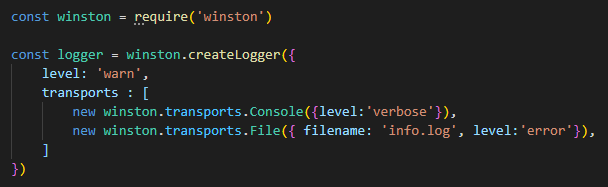 const winston = require('winston')
const logger = winston.createLogger({
level: 'warn',
transports : [
new winston.transports.Console({level:'verbose'}),
new winston.transports.File({ filename: 'info.log', level:'error'}),
]
})